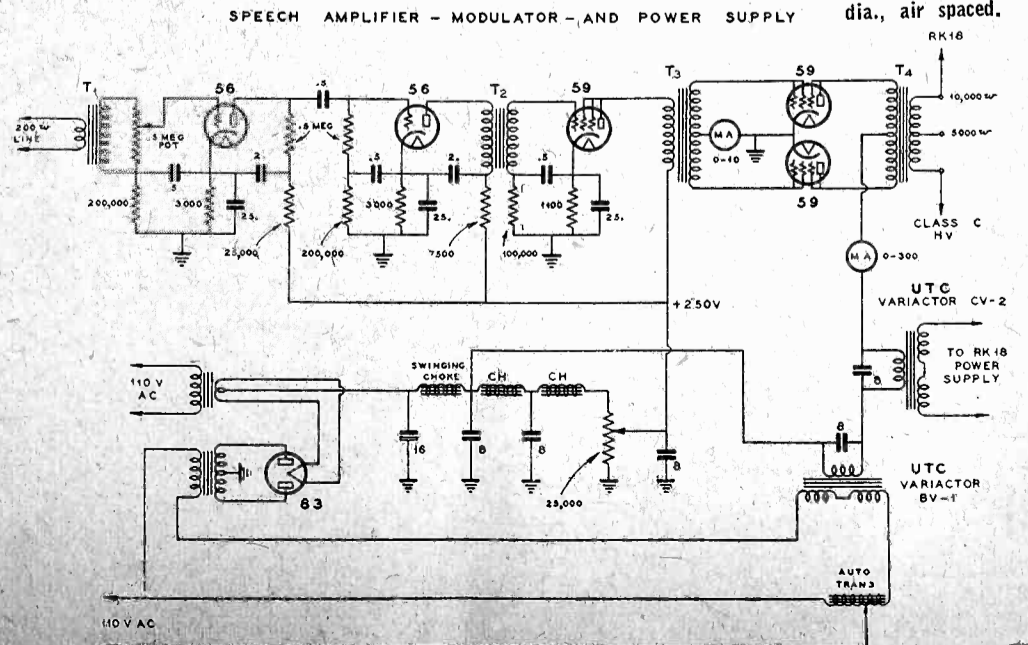 SPEECH AMPLIFIER - MODULATOR - AND POWER SUPPLY
dia., air spaced.
RK18
T1
56
.5
56
T2
59
T3
59
T4
10,000 ω
200 ω
LINE
.5 MEG
POT
.5 MEG
MA
0-10
5000 ω
.5
2
.5
2.
.5
59
200,000
3000
25.
25,000
200,000
3000
25.
7500
100,000
1100
25.
CLASS C
HV
MA
0-300
+250V
UTC
VARIACTOR CV-2
110 V
AC
SWINGING
CHOKE
CH
CH
8
TO RK18
POWER
SUPPLY
16
8
8
8
8
25,000
83
UTC
VARIACTOR
BV-1
AUTO
TRANS
110 V AC